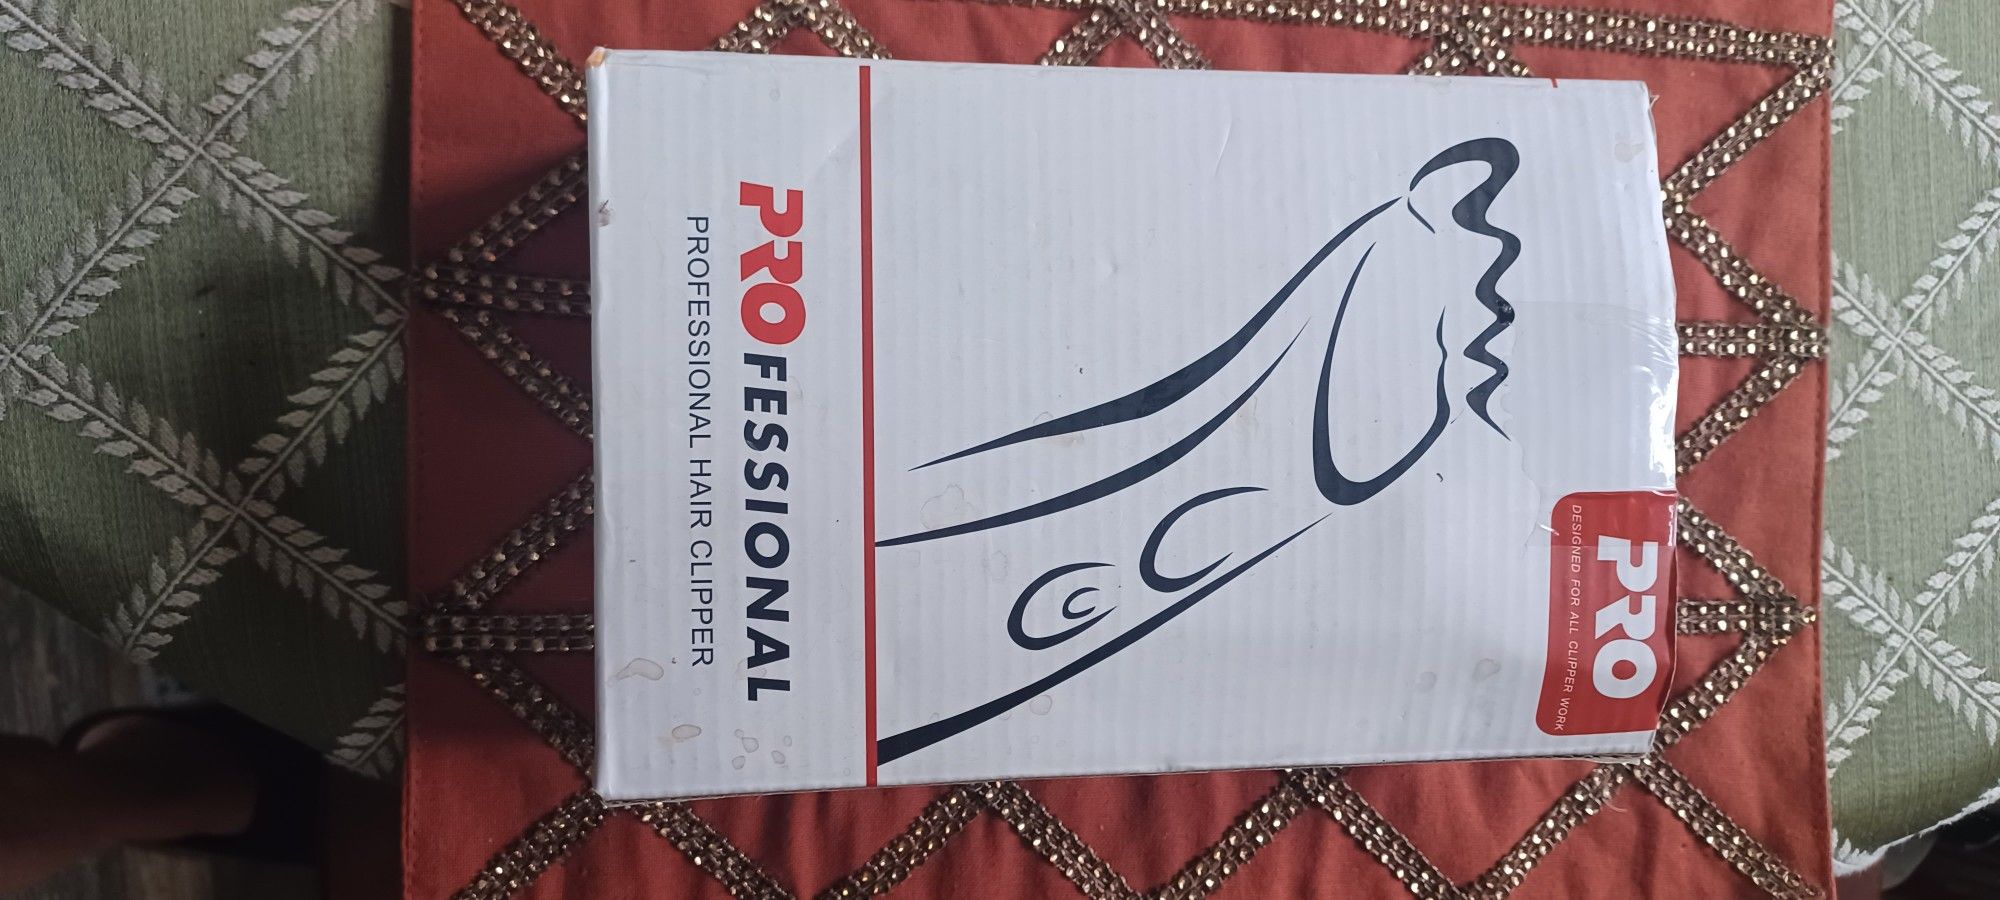 PRO
DESIGNED FOR ALL CLIPPER WORK
PROFESSIONAL
PROFESSIONAL HAIR CLIPPER